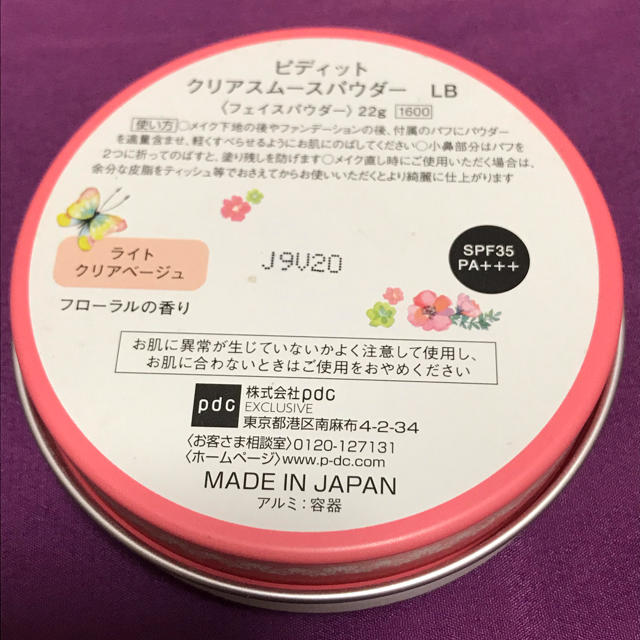 ピディット
クリアスムースパウダー LB
〈フェイスパウダー〉22g 1600
使い方○メイク下地の後やファンデーションの後、付属のパフにパウダー
を適量含ませ、軽くすべらせるようにお肌にのばしてください○小鼻部分はパフを
2つに折ってのばすと、塗り残しを防げます○メイク直し時にご使用いただく場合は、
余分な皮脂をティッシュ等でおさえてからお使いいただくとより綺麗に仕上がります
ライト
クリアベージュ
J9V20
SPF35
PA+++
フローラルの香り
お肌に異常が生じていないかよく注意して使用し、
お肌に合わないときはご使用をおやめください
pdc
株式会社pdc
EXCLUSIVE
東京都港区南麻布4-2-34
〈お客さま相談室〉0120-127131
〈ホームページ〉www.p-dc.com
MADE IN JAPAN
アルミ:容器